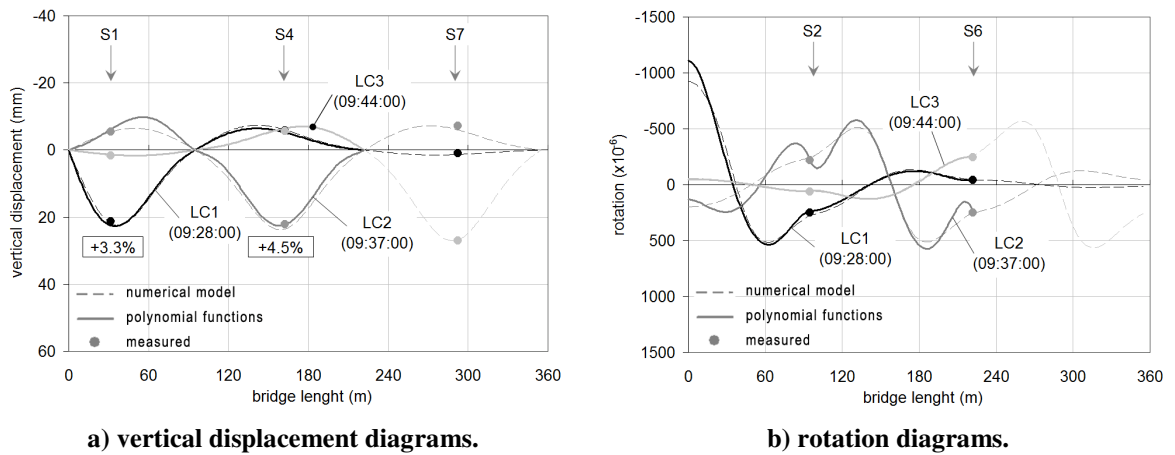 -40
-20
0
20
40
60
vertical displacement (mm)
S1
S4
S7
LC3
(09:44:00)
LC1
(09:28:00)
LC2
(09:37:00)
+3.3%
+4.5%
numerical model
polynomial functions
measured
0 60 120 180 240 300 360
bridge lenght (m)
a) vertical displacement diagrams.
-1500
-1000
-500
0
500
1000
1500
rotation (x10⁻⁶)
S2
S6
LC3
(09:44:00)
LC1
(09:28:00)
LC2
(09:37:00)
numerical model
polynomial functions
measured
0 60 120 180 240 300 360
bridge lenght (m)
b) rotation diagrams.